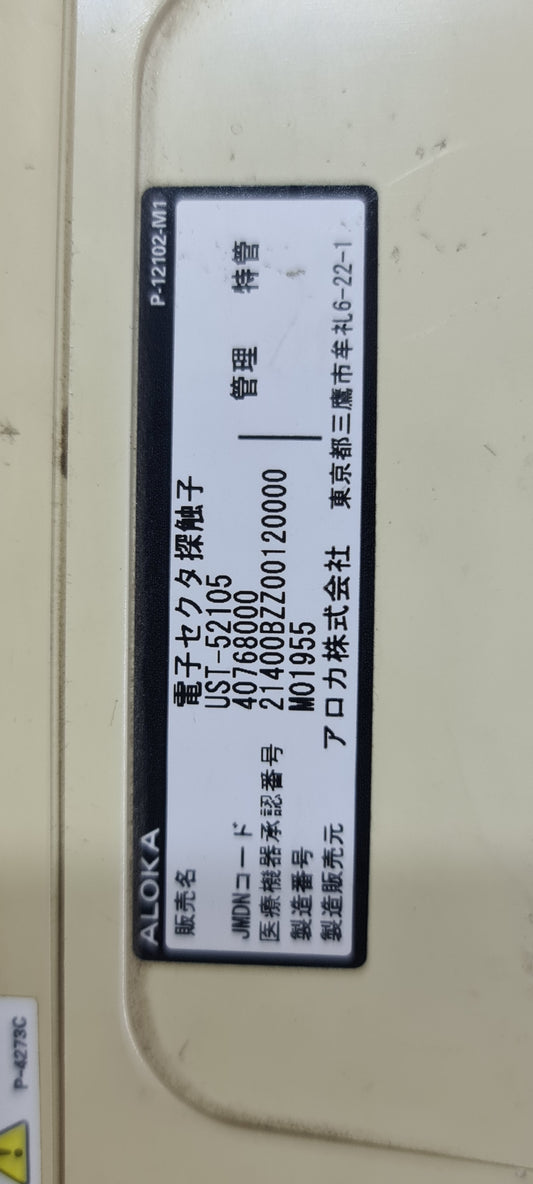 ALOKA P-12102-M1
販売名 電子セクタ探触子
UST-52105
JMDNコード 40768000 管理 特管
医療機器承認番号 21400BZZ00120000
製造番号 M01955
製造販売元 アロカ株式会社 東京都三鷹市牟礼6-22-1
P-4273C